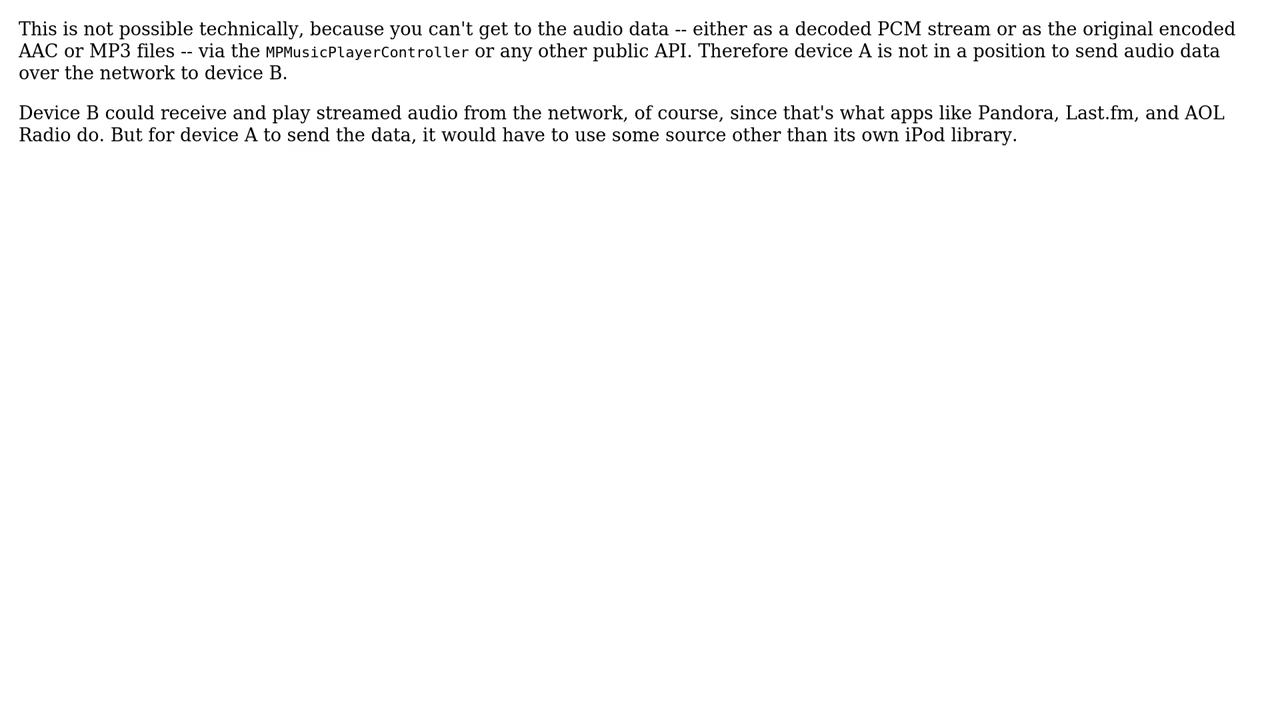 This is not possible technically, because you can't get to the audio data -- either as a decoded PCM stream or as the original encoded
AAC or MP3 files -- via the MPMusicPlayerController or any other public API. Therefore device A is not in a position to send audio data
over the network to device B.
Device B could receive and play streamed audio from the network, of course, since that's what apps like Pandora, Last.fm, and AOL
Radio do. But for device A to send the data, it would have to use some source other than its own iPod library.